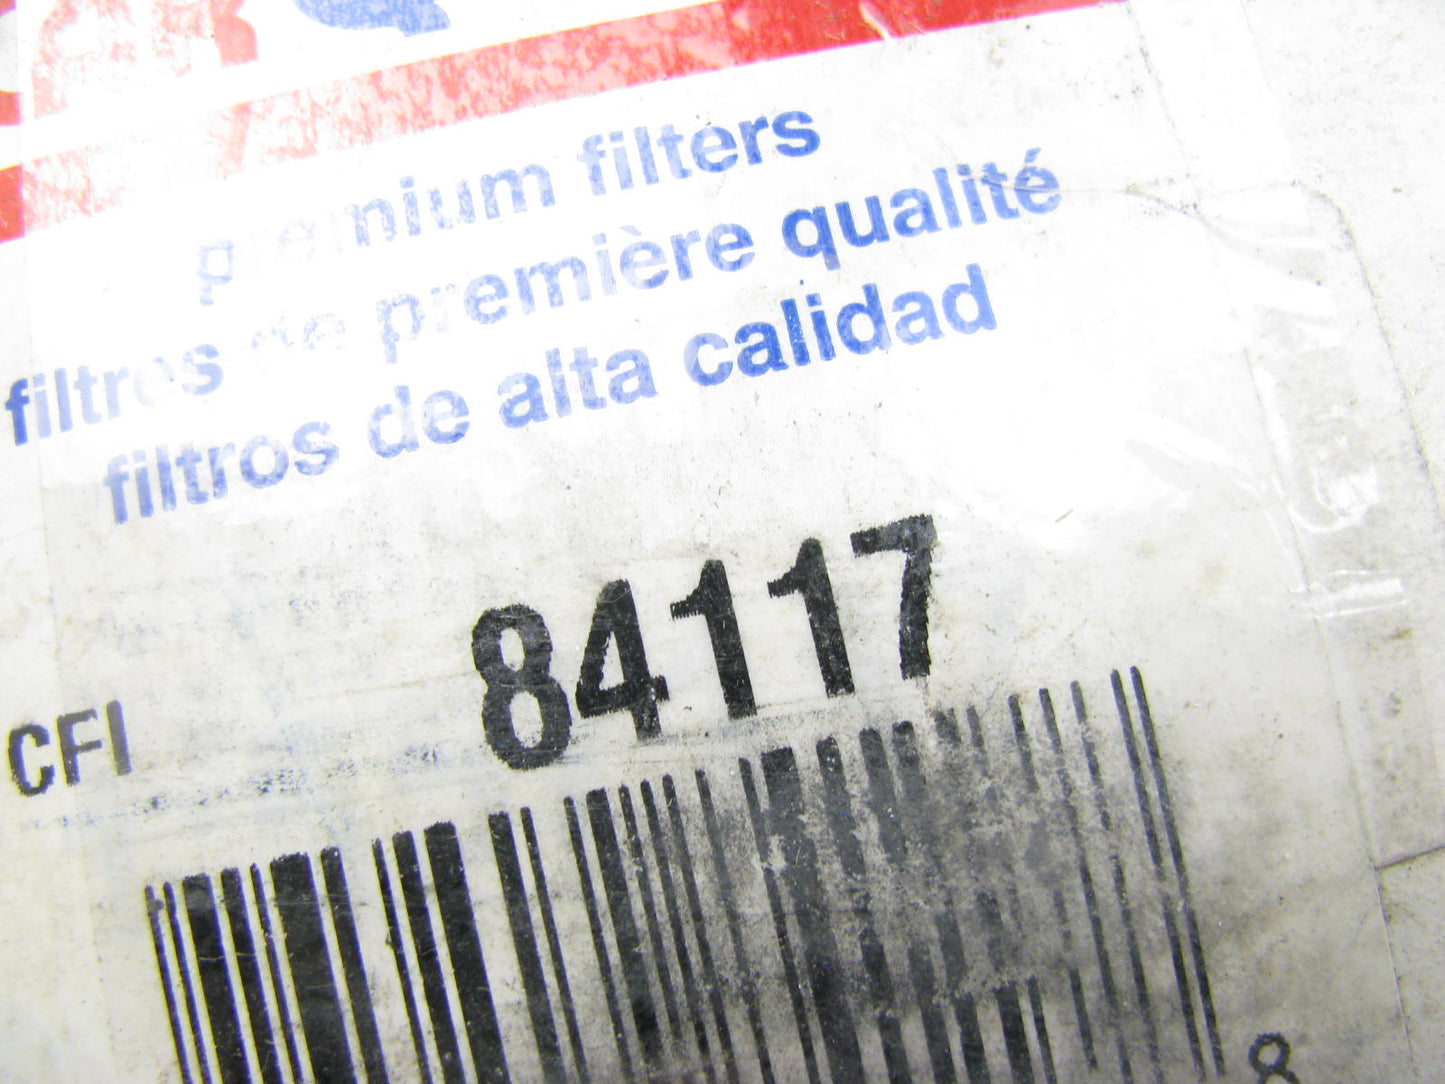 premium filters
filtres de première qualité
filtros de alta calidad
84117
CFI
8